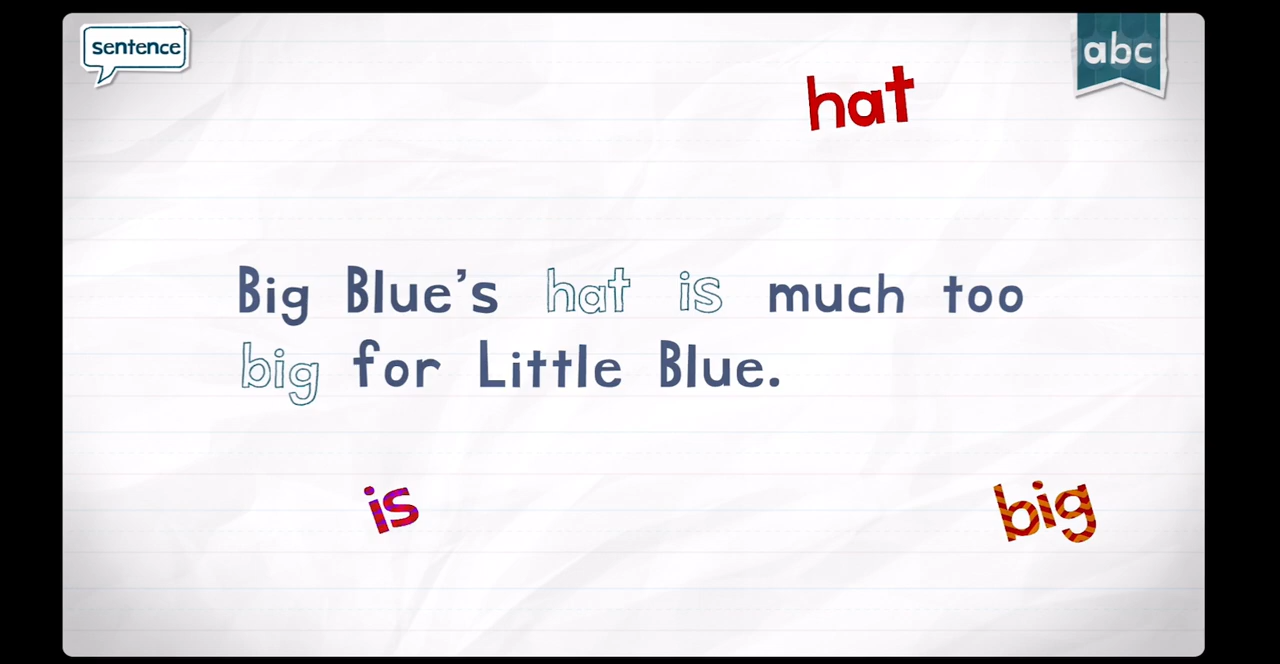 sentence
abc
hat
Big Blue's hat is much too
big for Little Blue.
is
big